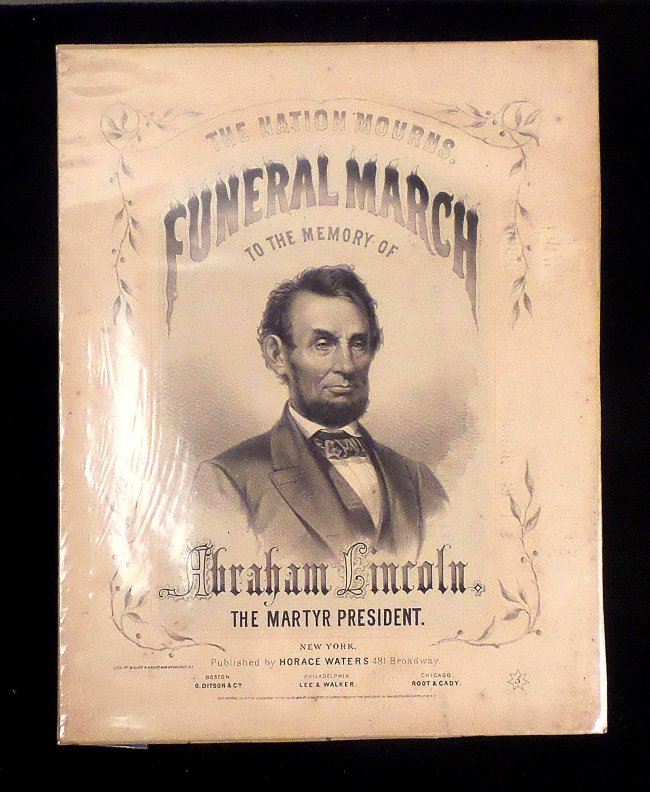 THE NATION MOURNS,
FUNERAL MARCH
TO THE MEMORY OF
Abraham Lincoln.
THE MARTYR PRESIDENT.
NEW YORK,
Published by HORACE WATERS 481 Broadway.
BOSTON PHILADELPHIA CHICAGO
O. DITSON & Co. LEE & WALKER. ROOT & CADY.
5